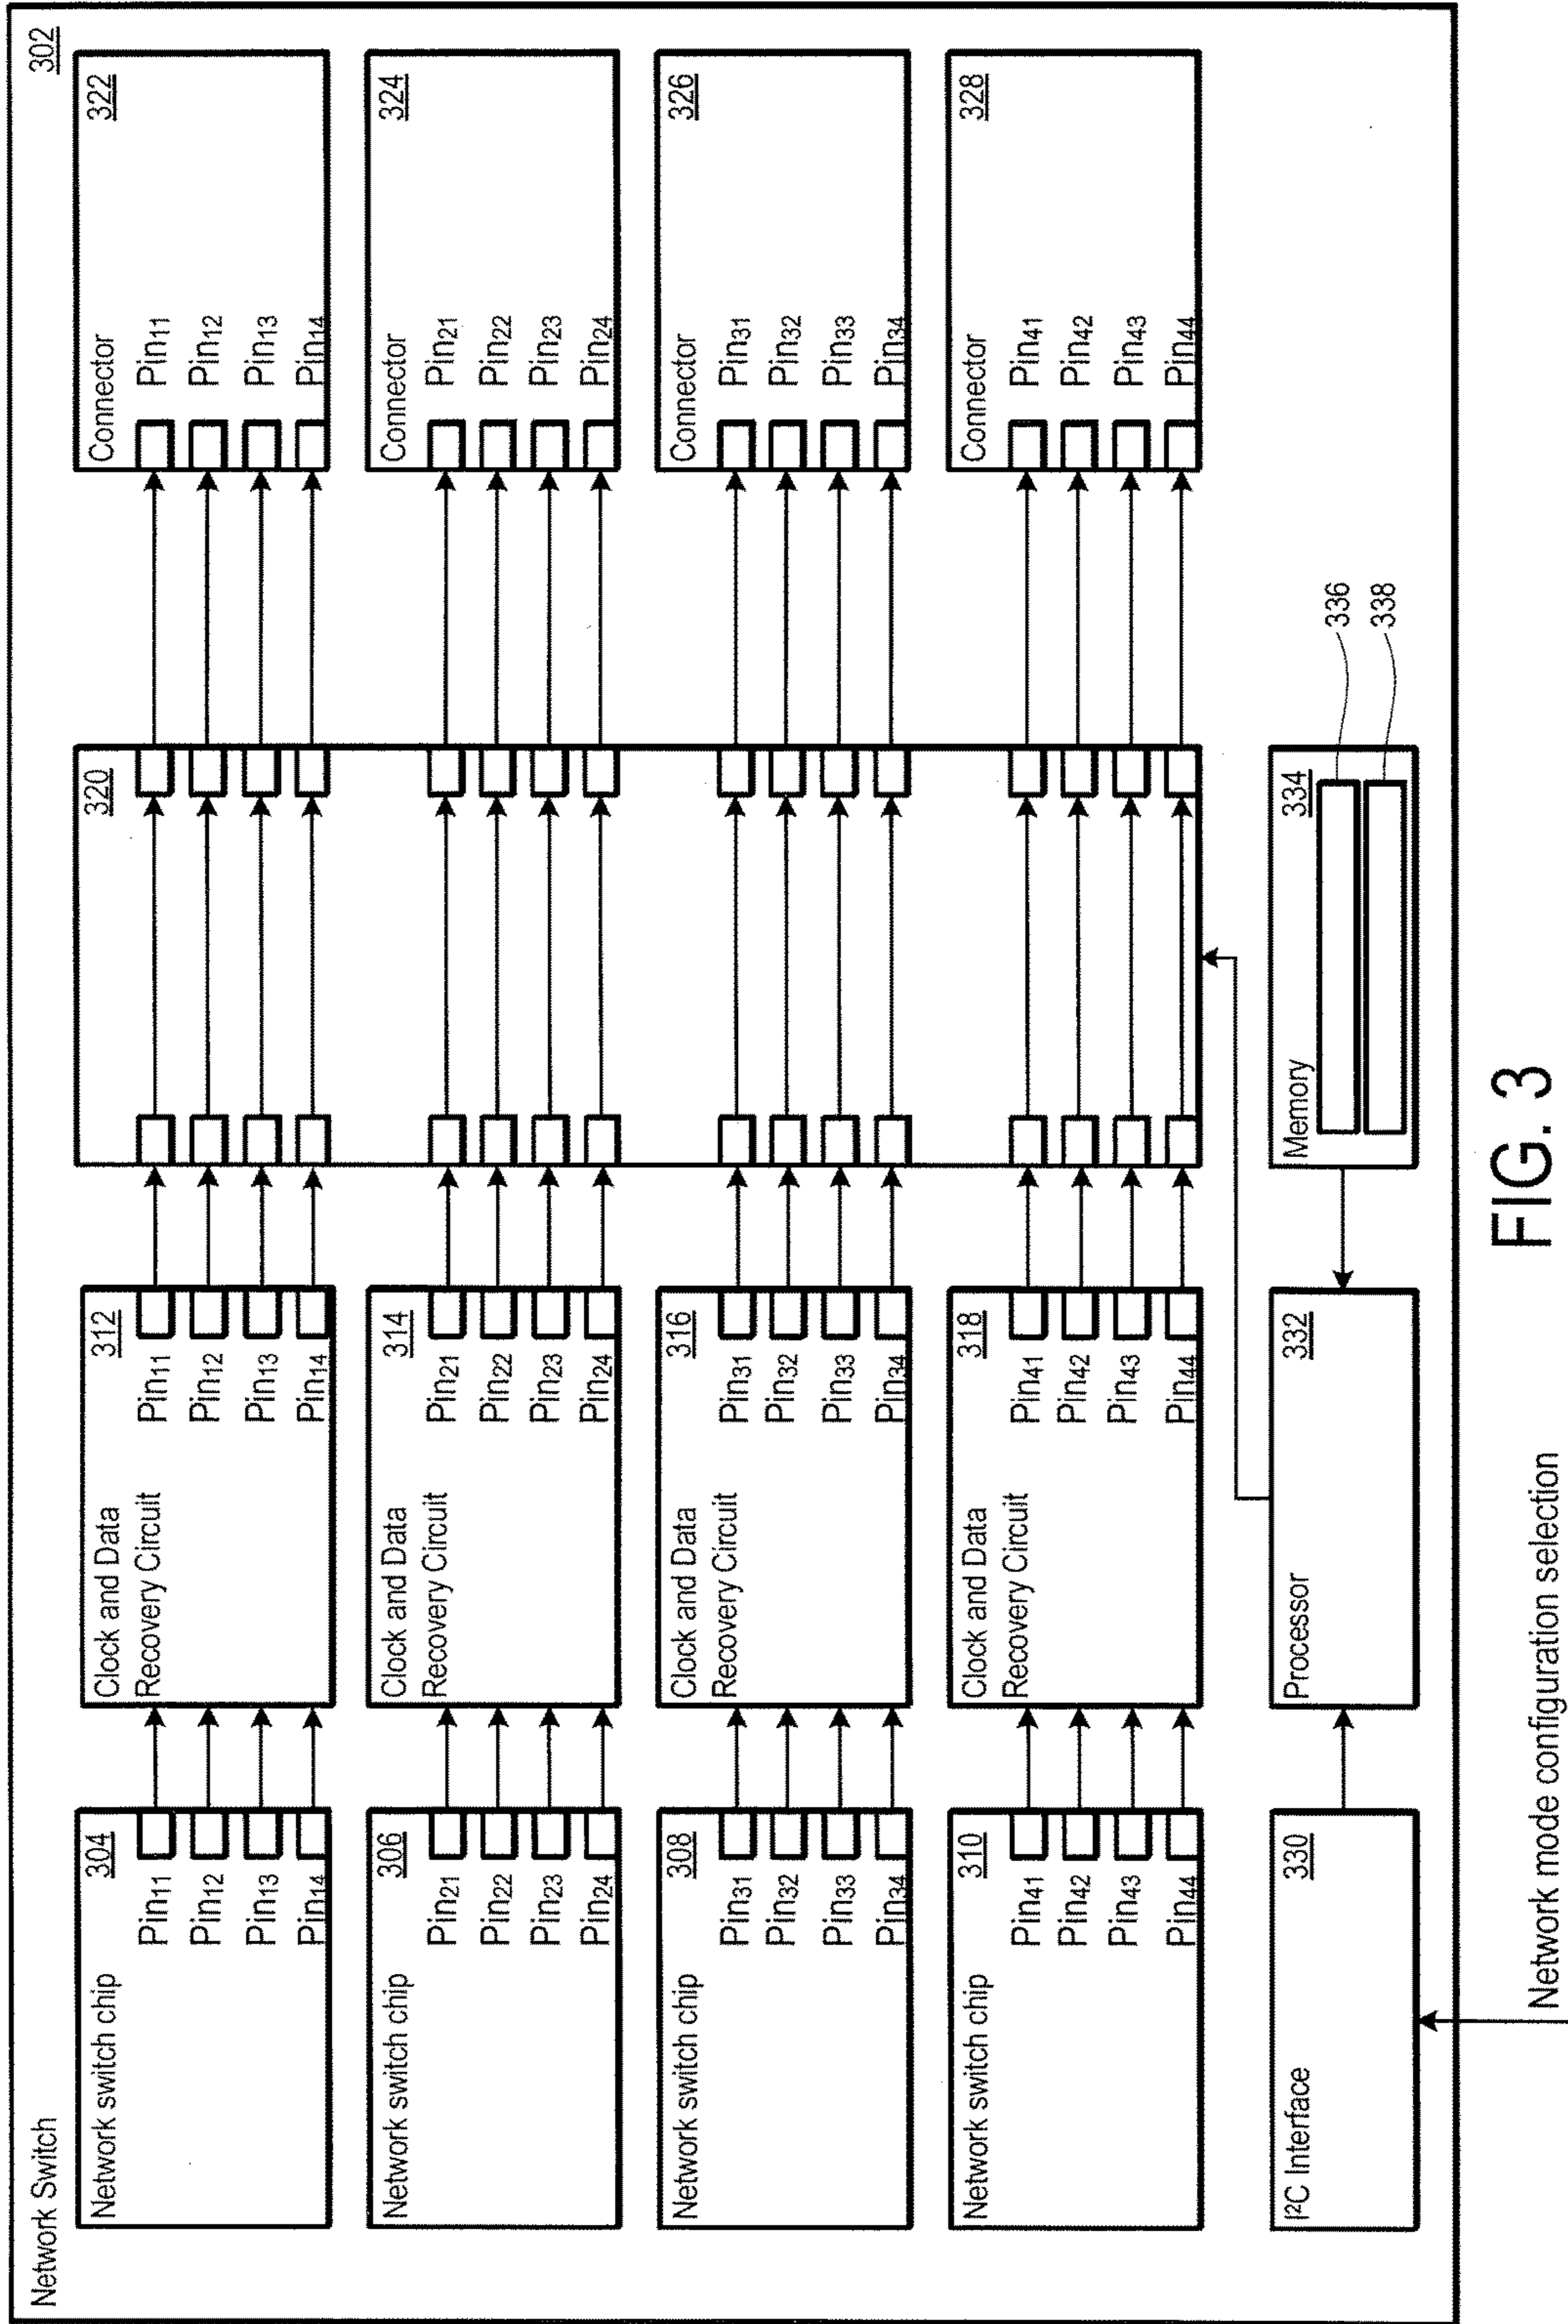 Network Switch
302
Network switch chip
304
Pin11
Pin12
Pin13
Pin14
Clock and Data
Recovery Circuit
312
Pin11
Pin12
Pin13
Pin14
320
Connector
322
Pin11
Pin12
Pin13
Pin14
Network switch chip
306
Pin21
Pin22
Pin23
Pin24
Clock and Data
Recovery Circuit
314
Pin21
Pin22
Pin23
Pin24
Connector
324
Pin21
Pin22
Pin23
Pin24
Network switch chip
308
Pin31
Pin32
Pin33
Pin34
Clock and Data
Recovery Circuit
316
Pin31
Pin32
Pin33
Pin34
Connector
326
Pin31
Pin32
Pin33
Pin34
Network switch chip
310
Pin41
Pin42
Pin43
Pin44
Clock and Data
Recovery Circuit
318
Pin41
Pin42
Pin43
Pin44
Connector
328
Pin41
Pin42
Pin43
Pin44
I²C Interface
330
Processor
332
Memory
334
336
338
Network mode configuration selection
FIG. 3